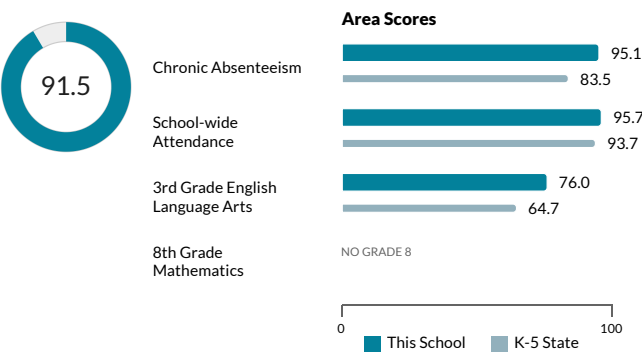 Area Scores
91.5
Chronic Absenteeism
95.1
83.5
School-wide
Attendance
95.7
93.7
3rd Grade English
Language Arts
76.0
64.7
8th Grade
Mathematics
NO GRADE 8
0
100
This School
K-5 State